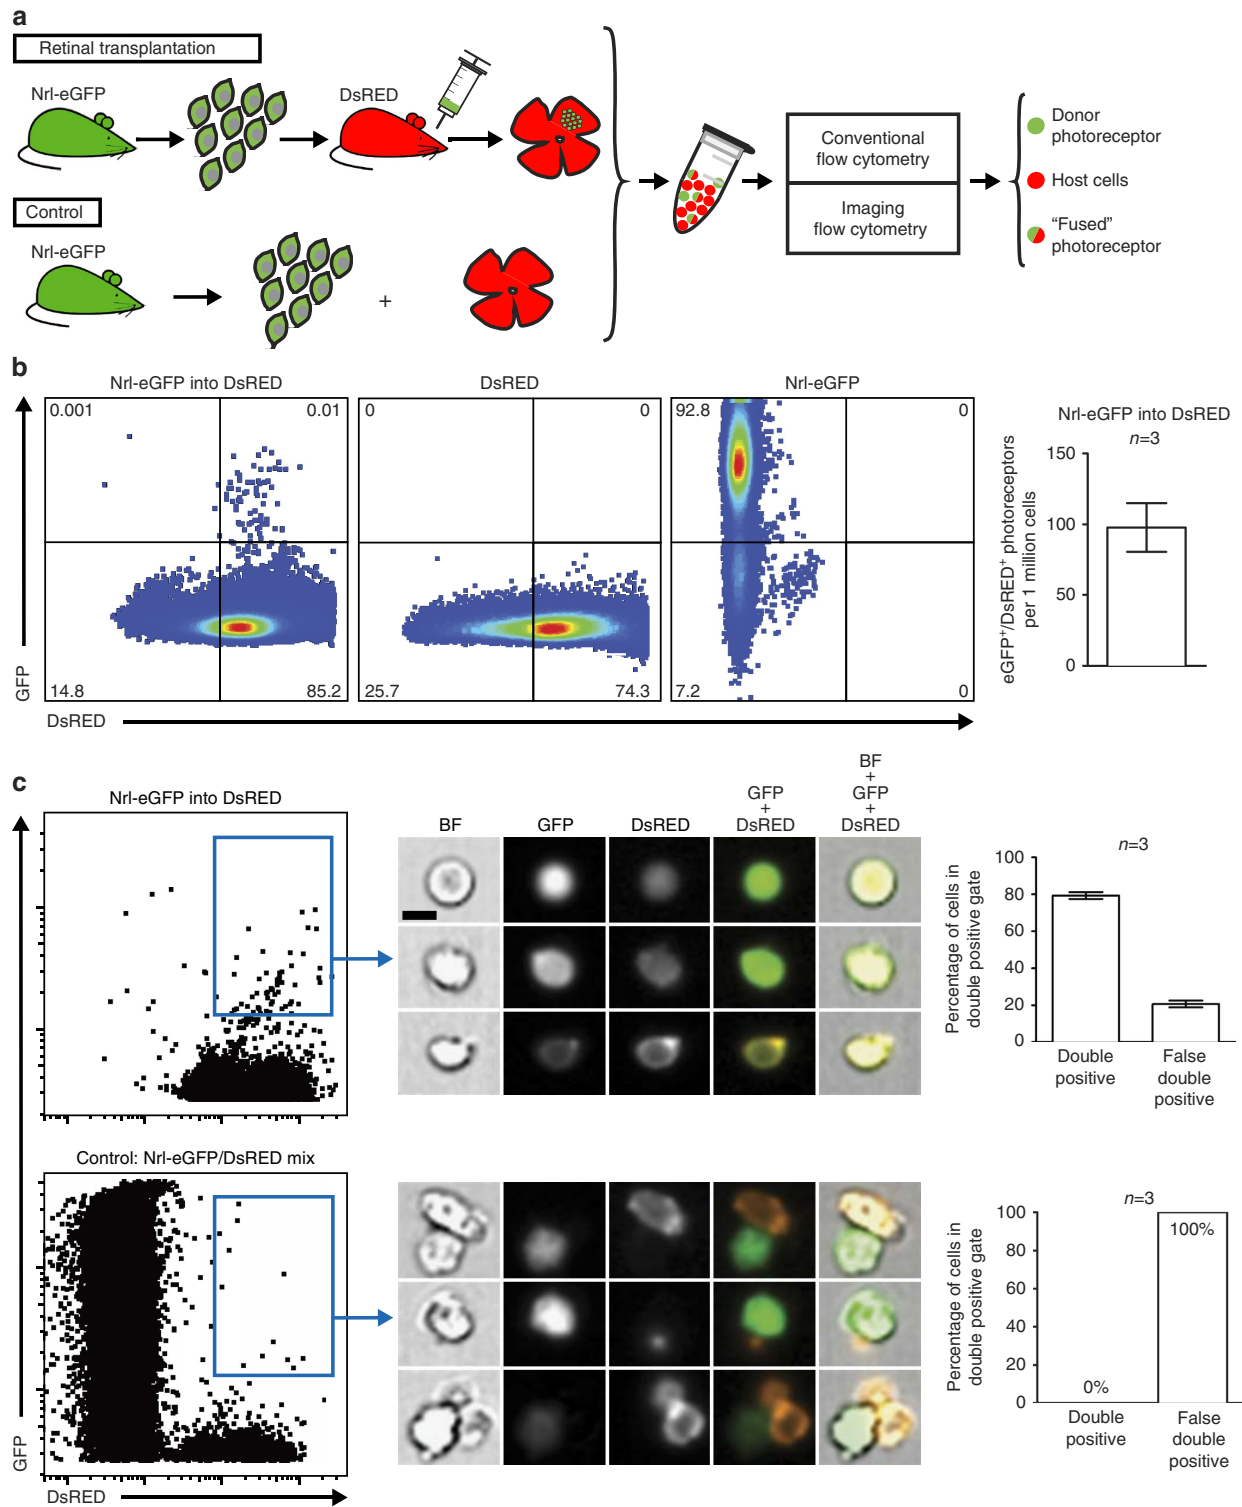 a
Retinal transplantation
Nrl-eGFP
DsRED
Control
Nrl-eGFP
+
Conventional
flow cytometry
Imaging
flow cytometry
Donor
photoreceptor
Host cells
“Fused”
photoreceptor
b
Nrl-eGFP into DsRED
DsRED
Nrl-eGFP
0.001
0.01
14.8
85.2
0
0
25.7
74.3
92.8
0
7.2
0
GFP
DsRED
Nrl-eGFP into DsRED
n=3
eGFP+/DsRED+ photoreceptors
per 1 million cells
150
100
50
0
c
Nrl-eGFP into DsRED
BF
GFP
DsRED
GFP
+
DsRED
BF
+
GFP
+
DsRED
n=3
Percentage of cells in
double positive gate
100
80
60
40
20
0
Double
positive
False
double
positive
Control: Nrl-eGFP/DsRED mix
GFP
DsRED
n=3
Percentage of cells in
double positive gate
100
80
60
40
20
0
0%
100%
Double
positive
False
double
positive